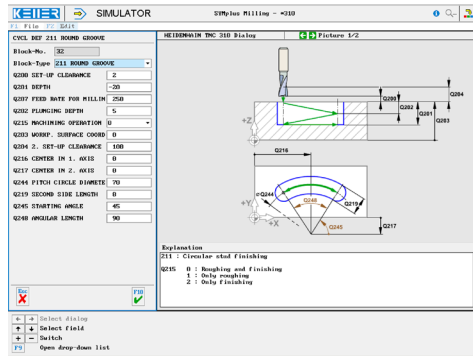 KELLER SIMULATOR SYMplus Milling - *310
F1 File F2 Edit
CYCL DEF 211 ROUND GROOVE
HEIDENHAIN TNC 310 Dialog Picture 1/2
Block-No. 32
Block-Type 211 ROUND GROOVE
Q200 SET-UP CLEARANCE 2
Q201 DEPTH -20
Q207 FEED RATE FOR MILLIN 250
Q202 PLUNGING DEPTH 5
Q215 MACHINING OPERATION 0
Q203 WORKP. SURFACE COORD 0
Q204 2. SET-UP CLEARANCE 100
Q216 CENTER IN 1. AXIS 0
Q217 CENTER IN 2. AXIS 0
Q244 PITCH CIRCLE DIAMETE 70
Q219 SECOND SIDE LENGTH 8
Q245 STARTING ANGLE 45
Q248 ANGULAR LENGTH 90
Esc F10
Q200 Q204
Q202 Q201
Q203
+Z
Q216
⌀Q244 Q248 Q219
+Y
Q245 Q217
+X
Explanation
211 : Circular stud finishing
Q215 0 : Roughing and finishing
1 : Only roughing
2 : Only finishing
← → Select dialog
↑ ↓ Select field
+ − Switch
F9 Open drop-down list